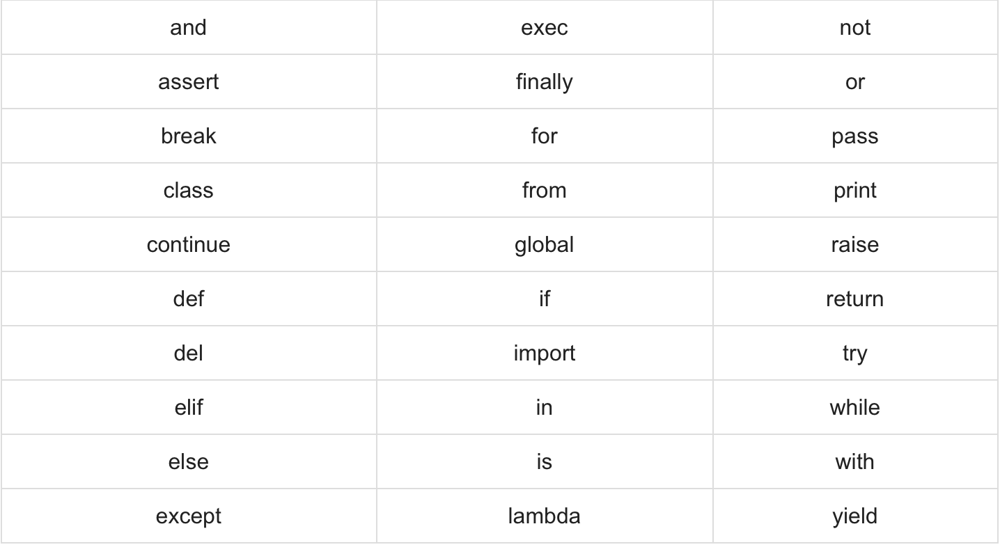 and exec not
assert finally or
break for pass
class from print
continue global raise
def if return
del import try
elif in while
else is with
except lambda yield